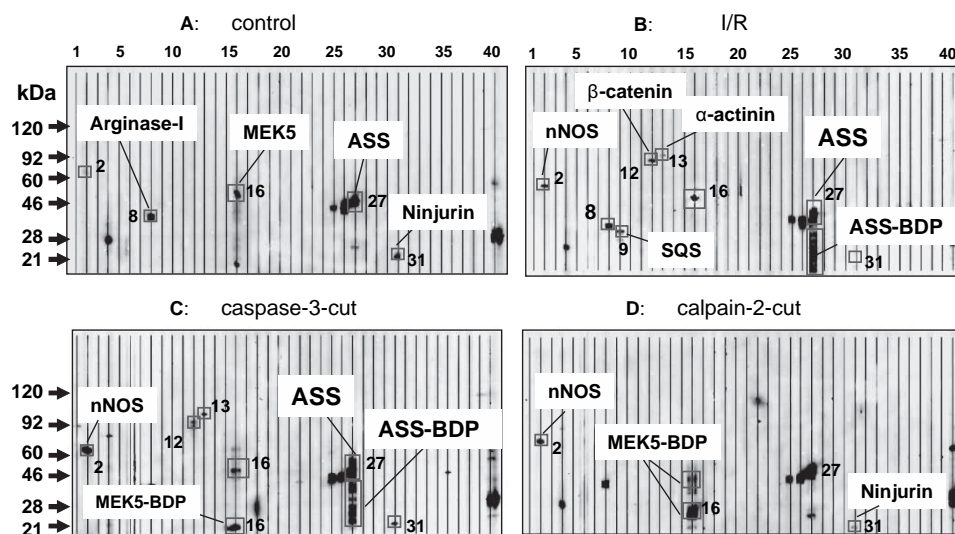 A: control
1 5 10 15 20 25 30 40
kDa
120
92
60
46
28
21
Arginase-I
MEK5
ASS
Ninjurin
2
8
16
27
31
B: I/R
1 5 10 15 20 25 30 40
β-catenin
α-actinin
nNOS
ASS
ASS-BDP
SQS
2
12
13
16
27
8
9
31
C: caspase-3-cut
120
92
60
46
28
21
nNOS
ASS
ASS-BDP
MEK5-BDP
13
12
2
16
27
16
31
D: calpain-2-cut
nNOS
MEK5-BDP
Ninjurin
2
27
16
31